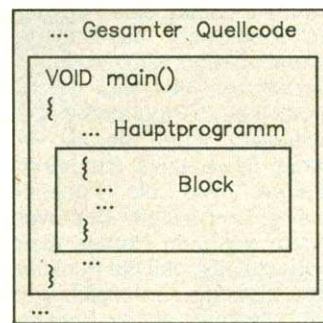 ... Gesamter Quellcode
VOID main()
{
... Hauptprogramm
{
... Block
...
}
...
}
...